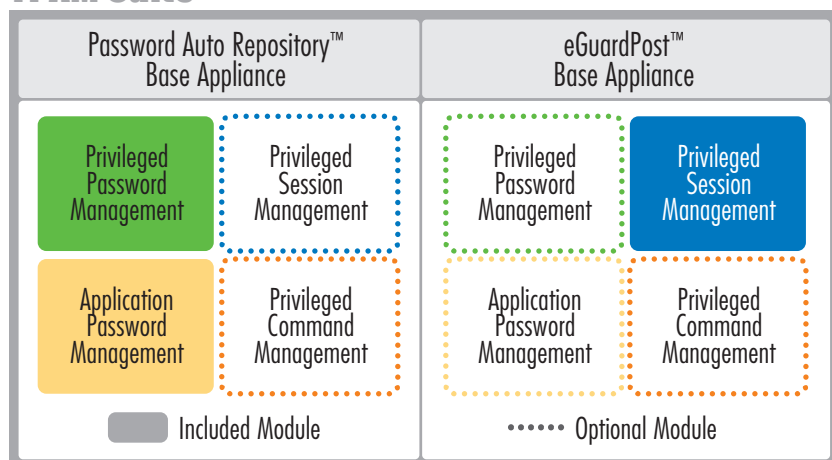 Password Auto Repository™
Base Appliance
eGuardPost™
Base Appliance
Privileged
Password
Management
Privileged
Session
Management
Privileged
Password
Management
Privileged
Session
Management
Application
Password
Management
Privileged
Command
Management
Application
Password
Management
Privileged
Command
Management
Included Module
Optional Module